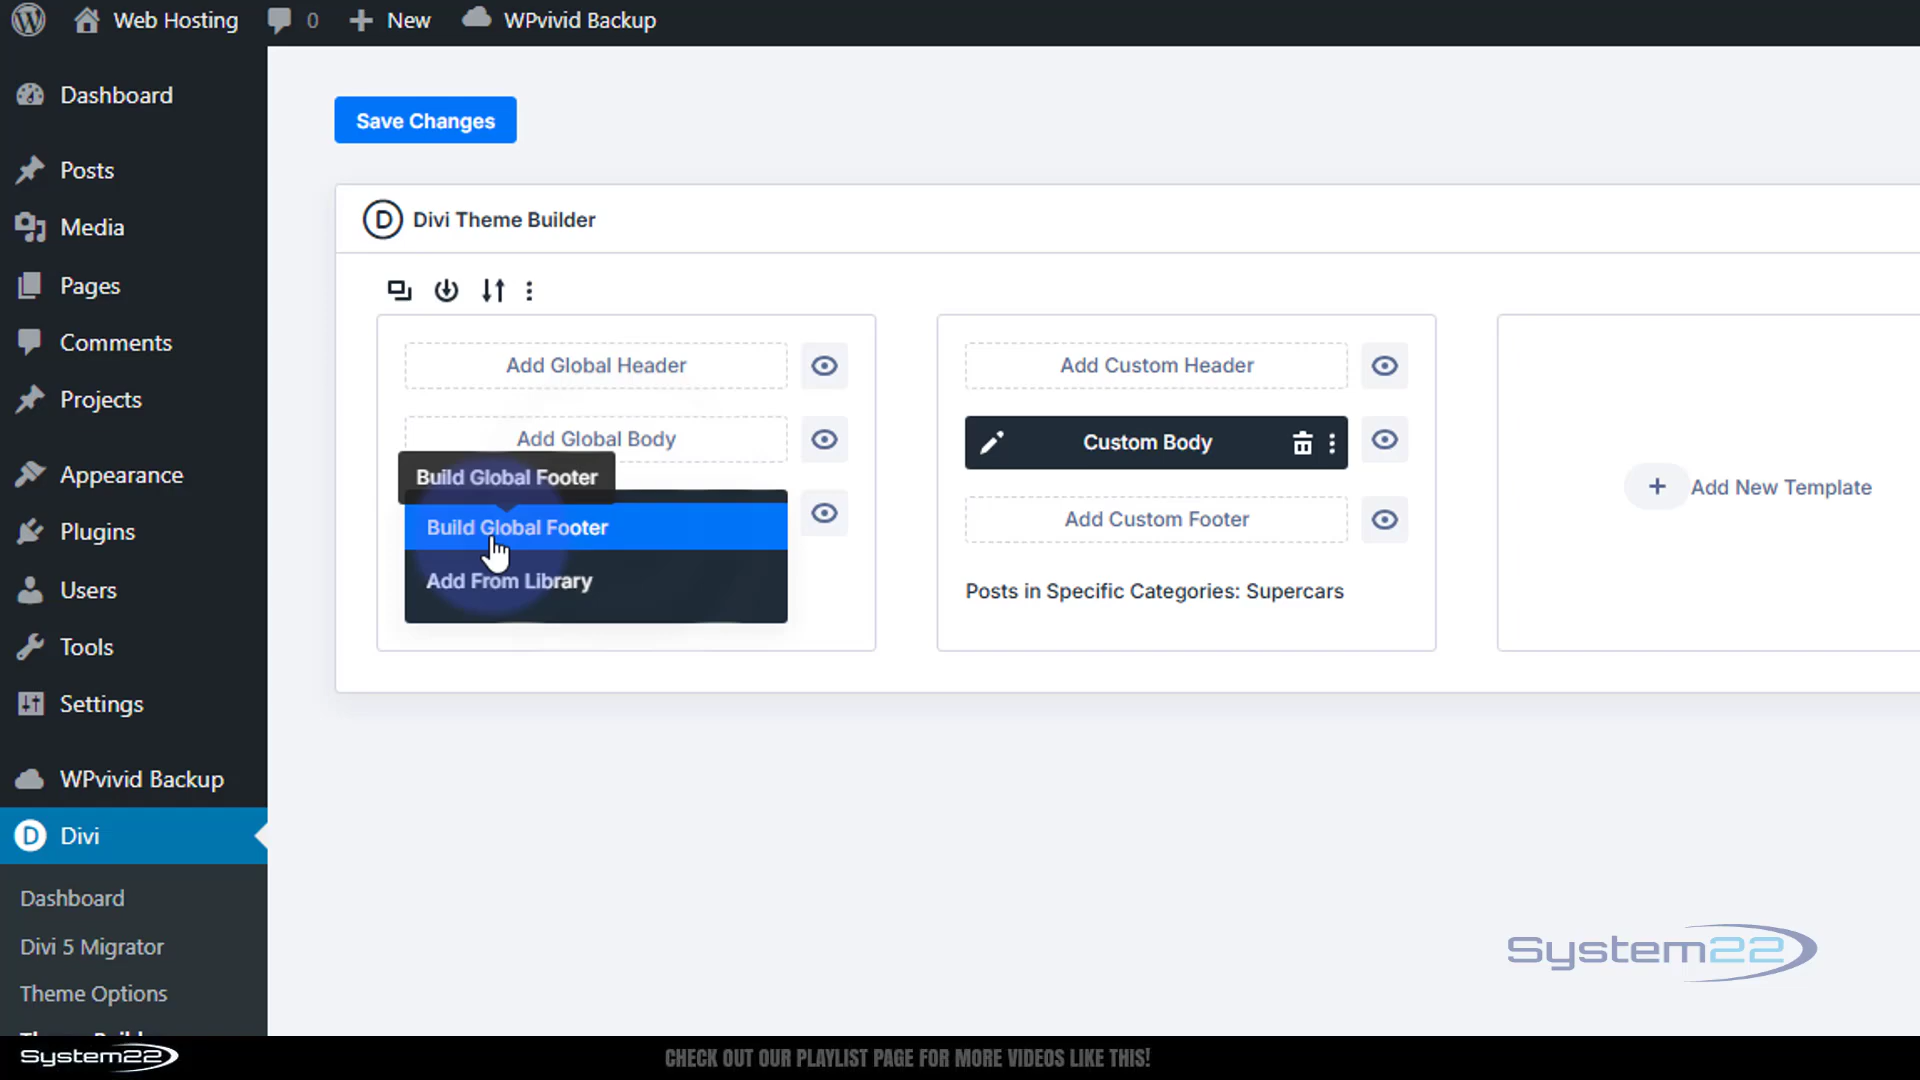 Web Hosting
0
New
WPvivid Backup
Dashboard
Posts
Media
Pages
Comments
Projects
Appearance
Plugins
Users
Tools
Settings
WPvivid Backup
Divi
Dashboard
Divi 5 Migrator
Theme Options
Save Changes
Divi Theme Builder
Add Global Header
Add Global Body
Build Global Footer
Build Global Footer
Add From Library
Add Custom Header
Custom Body
Add Custom Footer
Posts in Specific Categories: Supercars
+ Add New Template
System22
System22
CHECK OUT OUR PLAYLIST PAGE FOR MORE VIDEOS LIKE THIS!